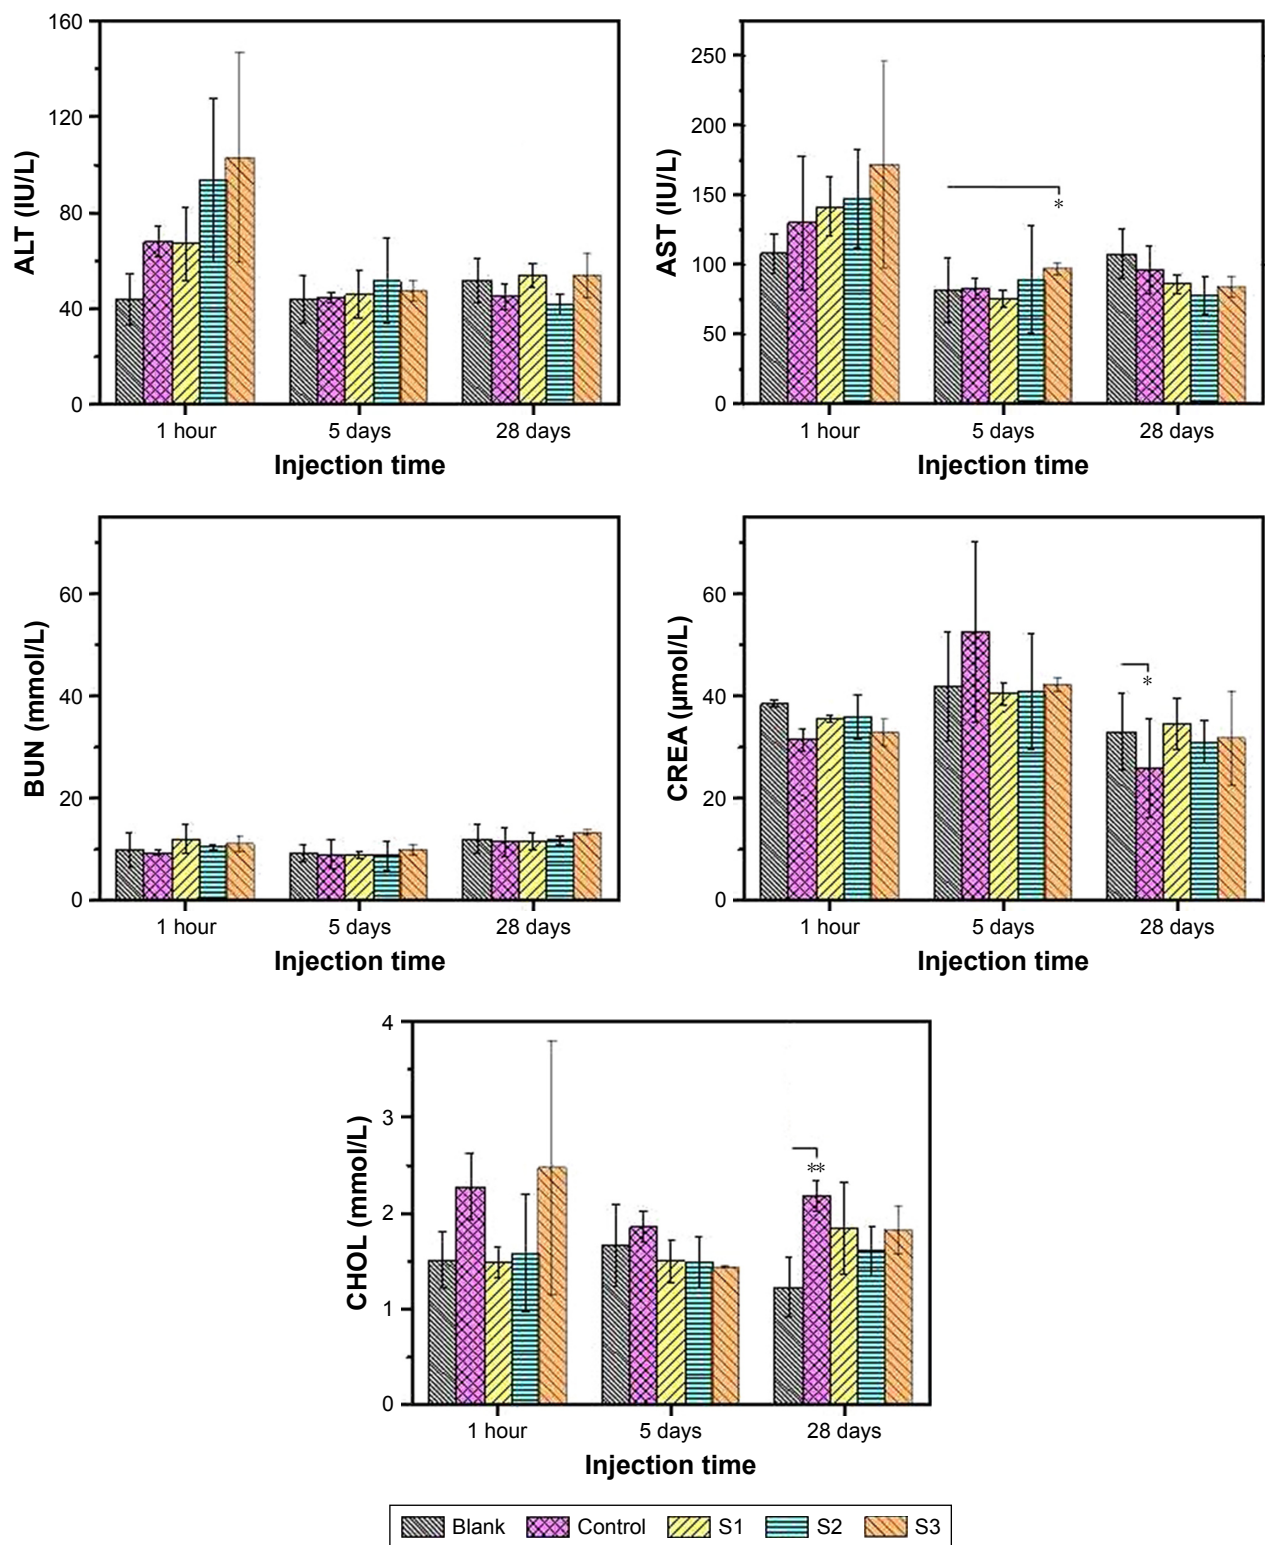 160
120
80
40
0
ALT (IU/L)
1 hour
5 days
28 days
Injection time
250
200
150
100
50
0
AST (IU/L)
*
1 hour
5 days
28 days
Injection time
60
40
20
0
BUN (mmol/L)
1 hour
5 days
28 days
Injection time
60
40
20
0
CREA (µmol/L)
*
1 hour
5 days
28 days
Injection time
4
3
2
1
0
CHOL (mmol/L)
**
1 hour
5 days
28 days
Injection time
Blank
Control
S1
S2
S3